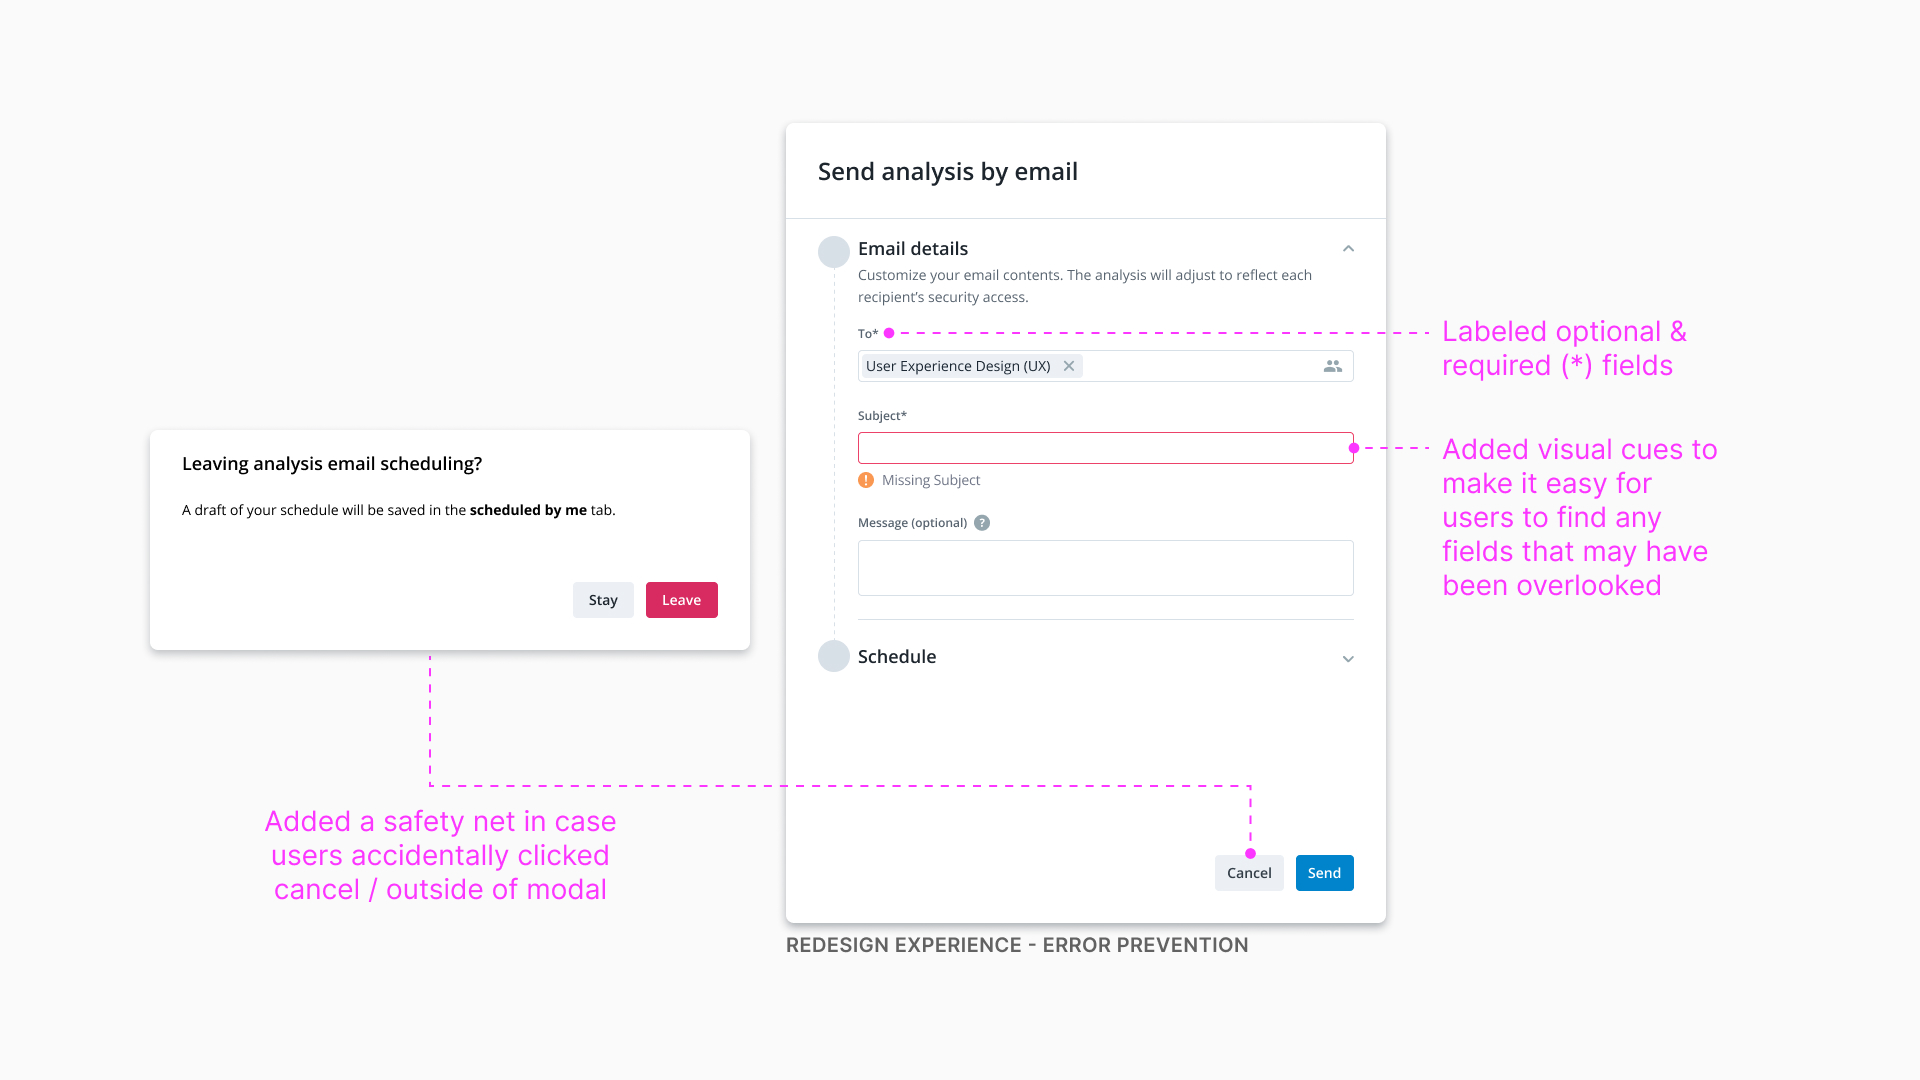 Send analysis by email
Email details
Customize your email contents. The analysis will adjust to reflect each
recipient’s security access.
To*
User Experience Design (UX)
Subject*
Missing Subject
Message (optional) ?
Schedule
Cancel Send
Labeled optional &
required (*) fields
Added visual cues to
make it easy for
users to find any
fields that may have
been overlooked
Leaving analysis email scheduling?
A draft of your schedule will be saved in the scheduled by me tab.
Stay Leave
Added a safety net in case
users accidentally clicked
cancel / outside of modal
REDESIGN EXPERIENCE - ERROR PREVENTION